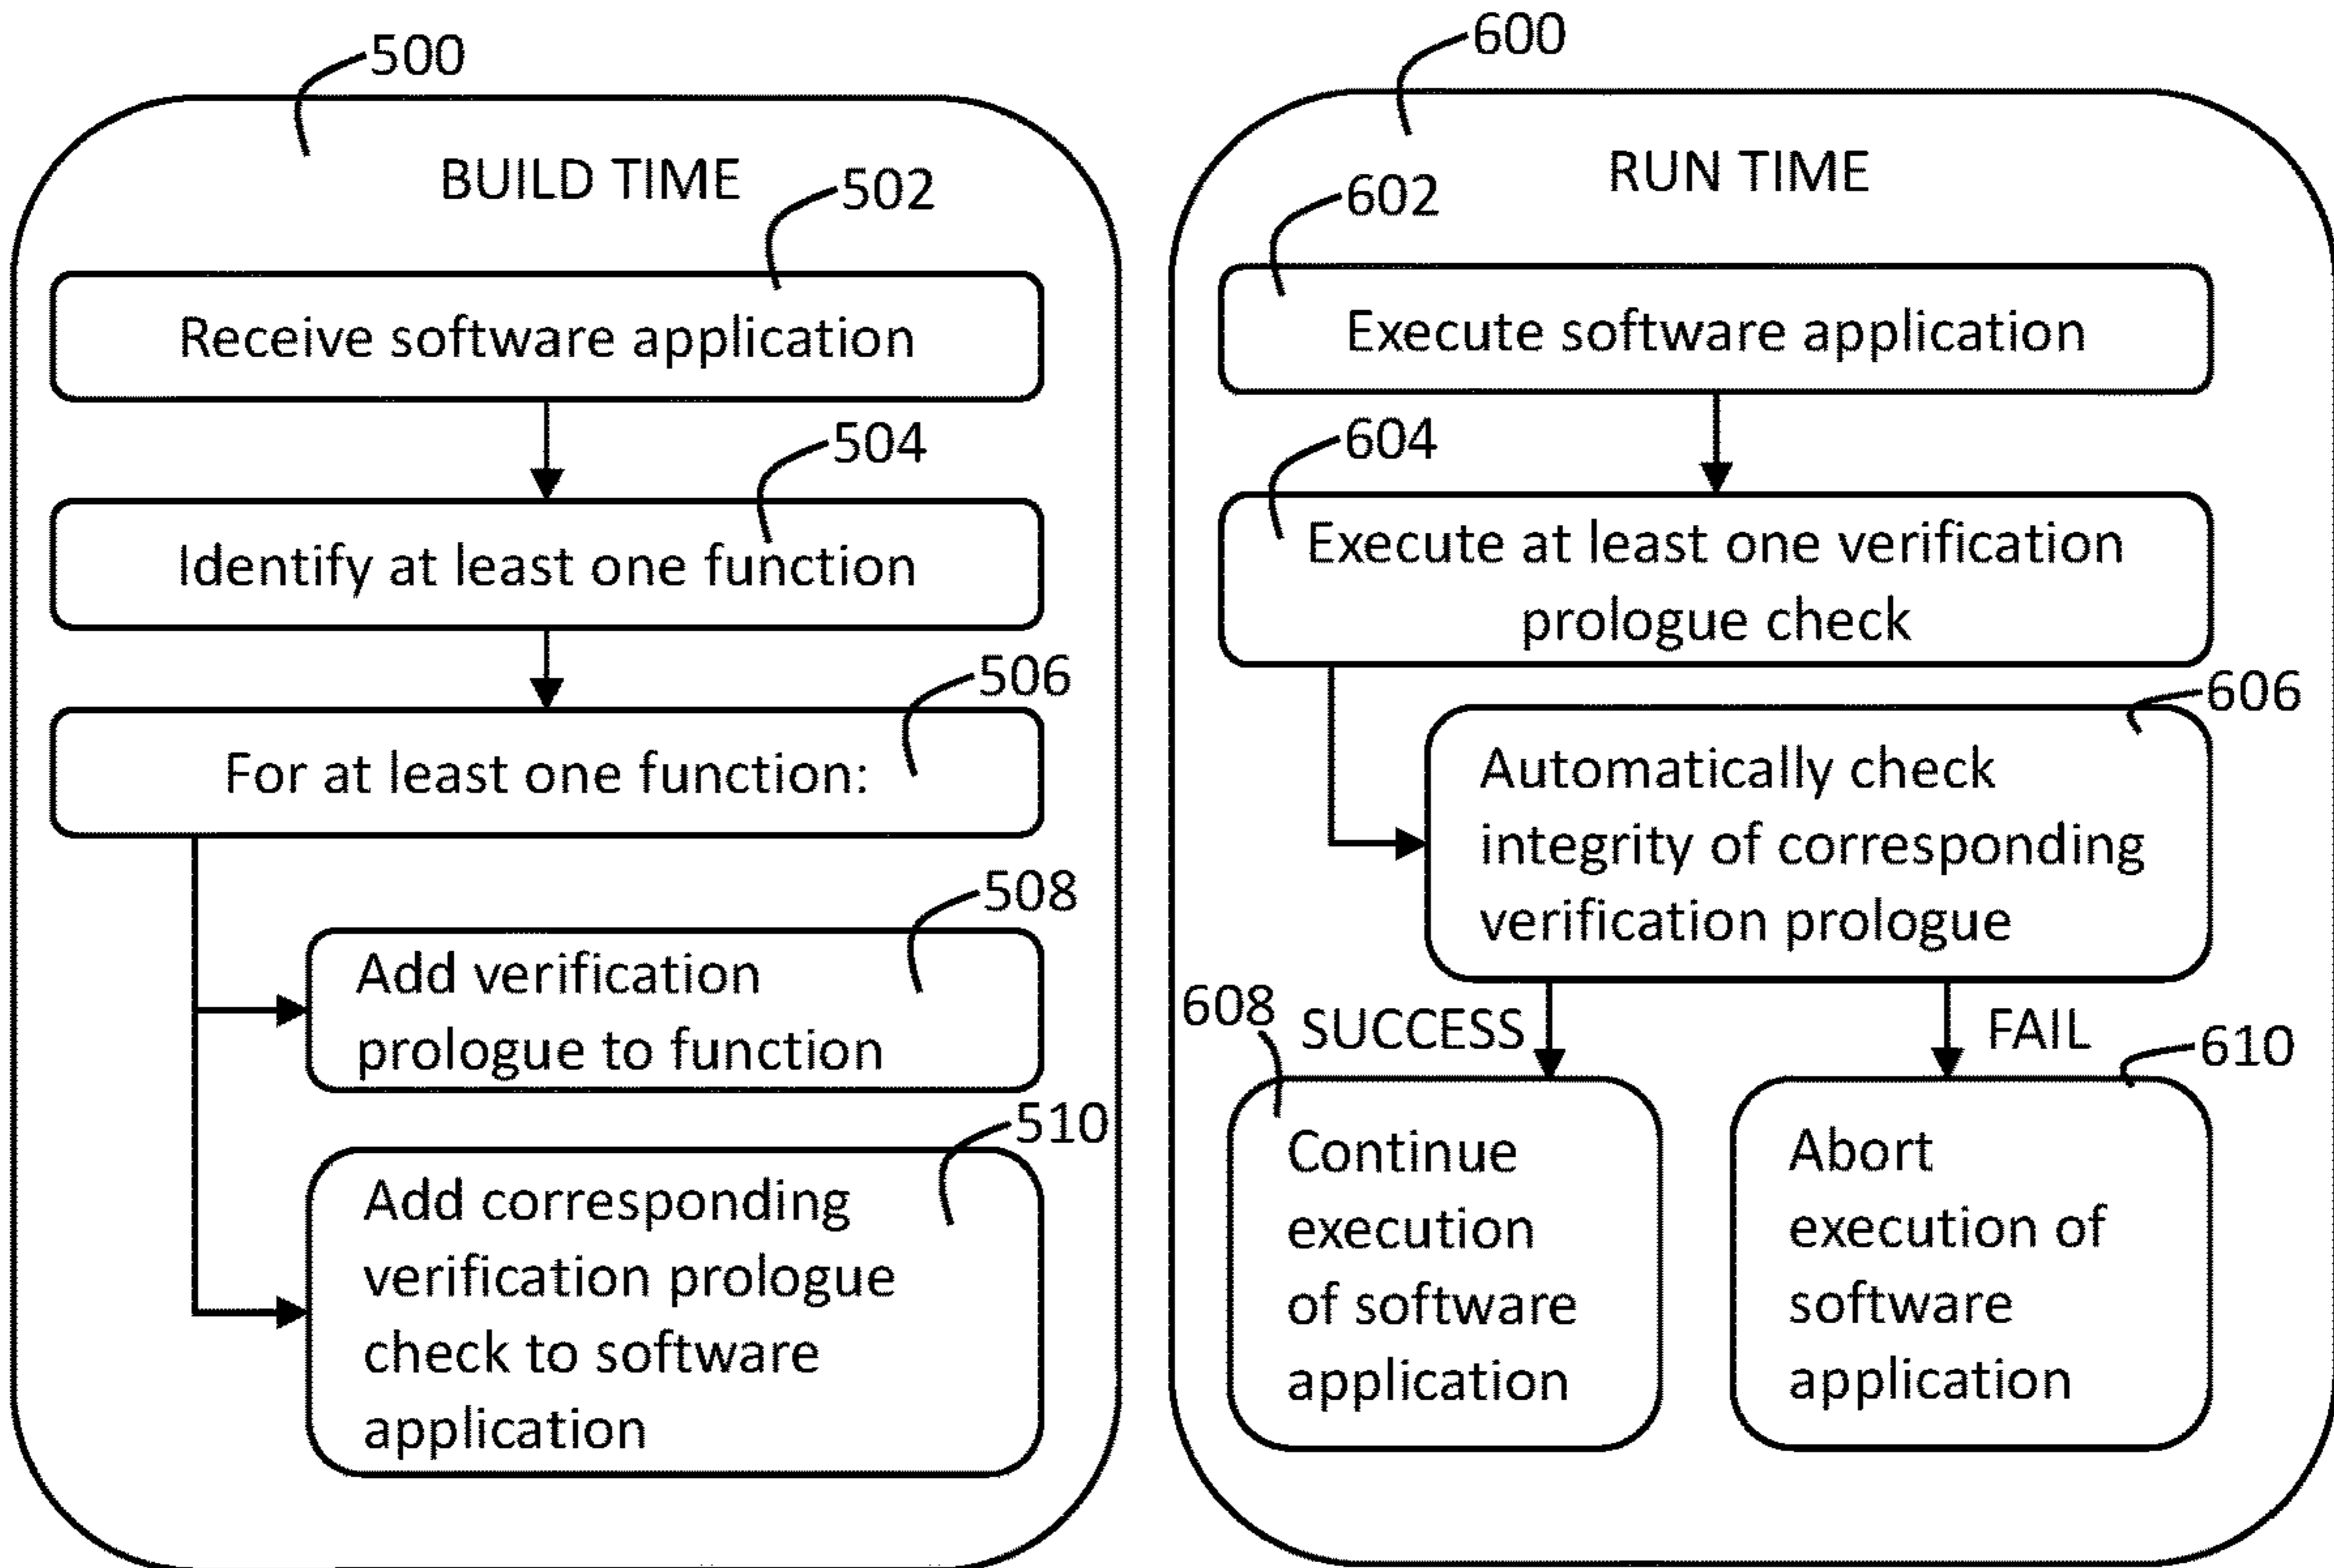 500
BUILD TIME
502
Receive software application
504
Identify at least one function
506
For at least one function:
508
Add verification
prologue to function
510
Add corresponding
verification prologue
check to software
application
600
RUN TIME
602
Execute software application
604
Execute at least one verification
prologue check
606
Automatically check
integrity of corresponding
verification prologue
608
SUCCESS
FAIL
610
Continue
execution
of software
application
Abort
execution of
software
application